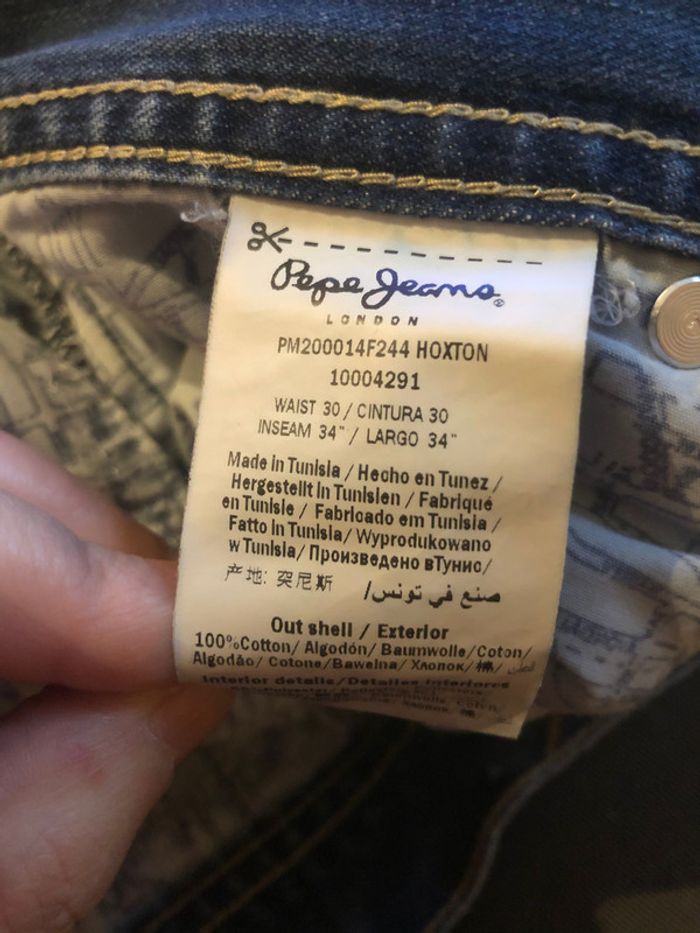 Pepe Jeans®
LONDON
PM200014F244 HOXTON
10004291
WAIST 30 / CINTURA 30
INSEAM 34" / LARGO 34"
Made in Tunisia / Hecho en Tunez /
Hergestellt in Tunisien / Fabriqué
en Tunisie / Fabricado em Tunisia /
Fatto in Tunisia / Wyprodukowano
w Tunisia / Произведено вТунис/
产地: 突尼斯
صنع في تونس/
Out shell / Exterior
100%Cotton/ Algodón/ Baumwolle/Coton/
Algodão/ Cotone/Bawelna/ Хлопок/棉/ قطن
Interior details/Detalles interiores